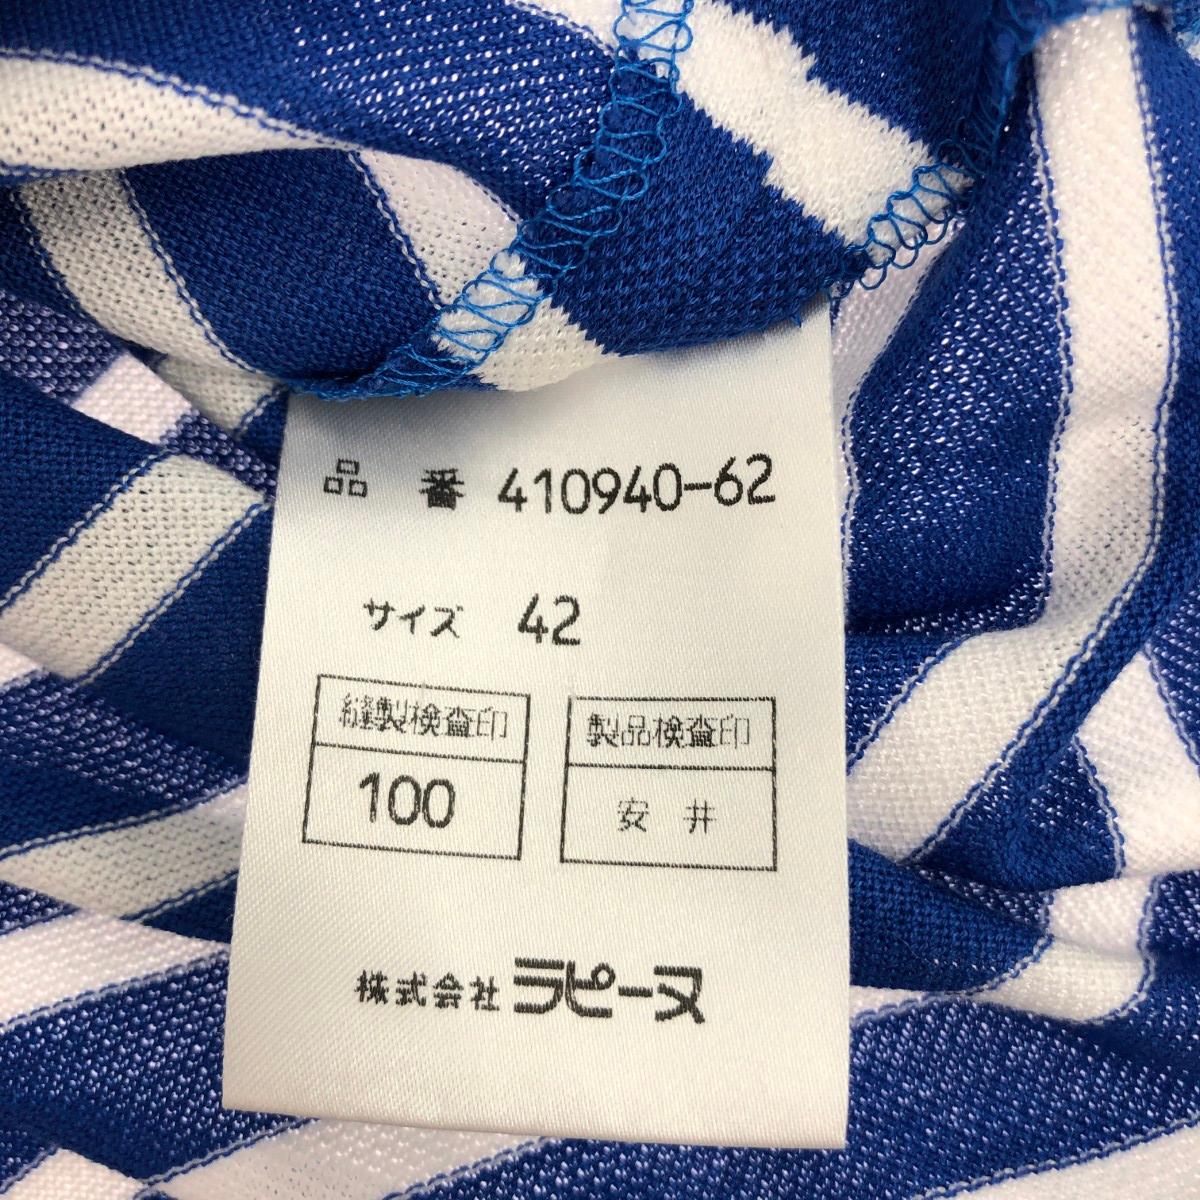 品番 410940-62
サイズ 42
縫製検査印 製品検査印
100 安井
株式会社ラピーヌ